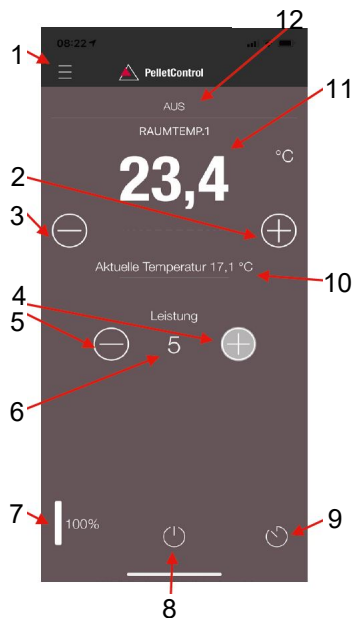 12
08:22
1
PelletControl
11
AUS
RAUMTEMP.1
23,4 °C
2
3
Aktuelle Temperatur 17,1 °C
10
4
Leistung
5
5
6
7
100%
9
8